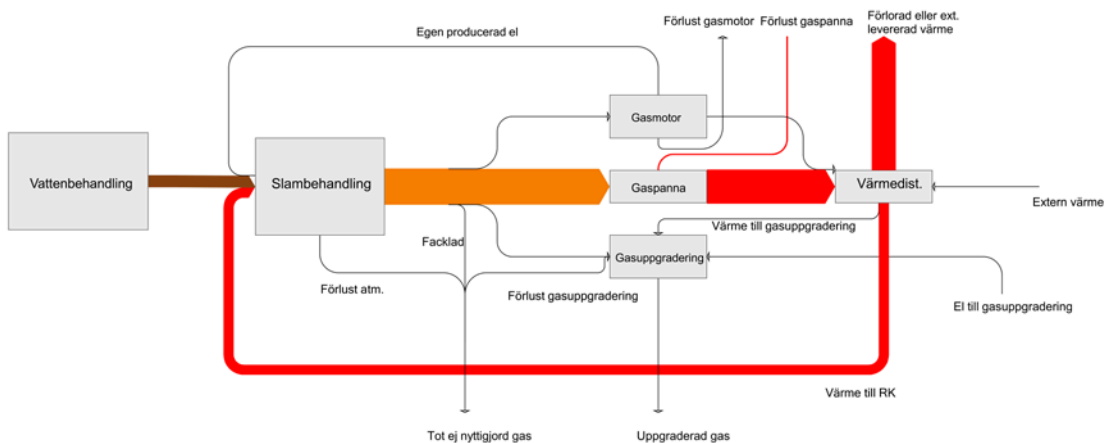 Förlust gasmotor
Förlust gaspanna
Förlorad eller ext.
levererad värme
Egen producerad el
Gasmotor
Vattenbehandling
Slambehandling
Gaspanna
Värmedist.
Extern värme
Värme till gasuppgradering
Facklad
Gasuppgradering
Förlust atm.
Förlust gasuppgradering
El till gasuppgradering
Värme till RK
Tot ej nyttigjord gas
Uppgraderad gas